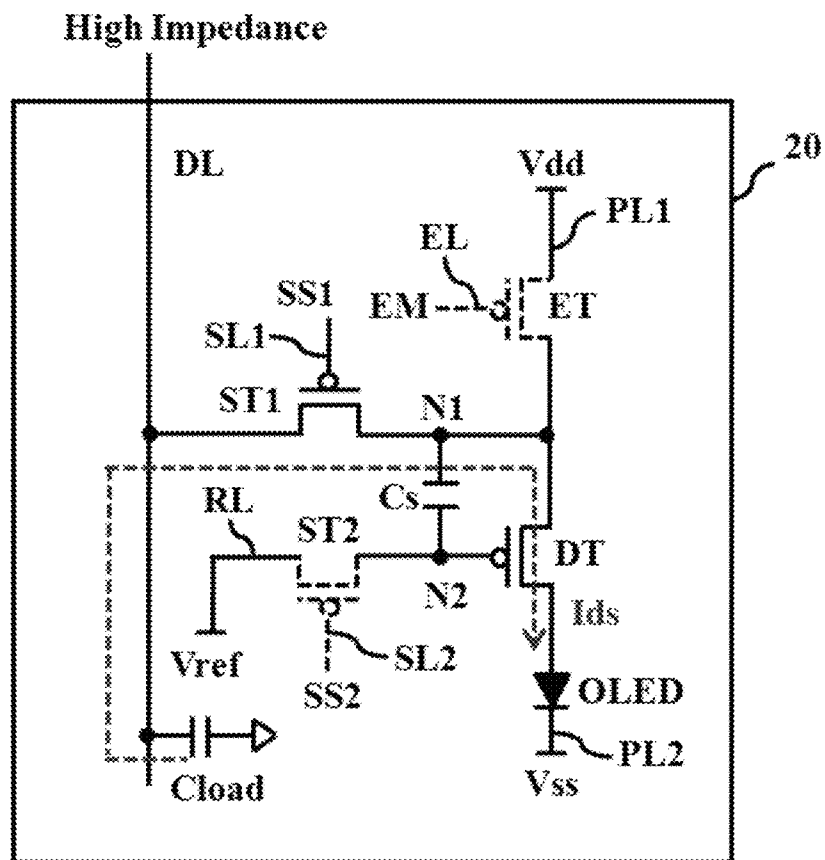 High Impedance
DL
20
Vdd
PL1
EL
EM
ET
SS1
SL1
ST1
N1
Cs
RL
ST2
DT
N2
Ids
Vref
SL2
SS2
OLED
PL2
Cload
Vss